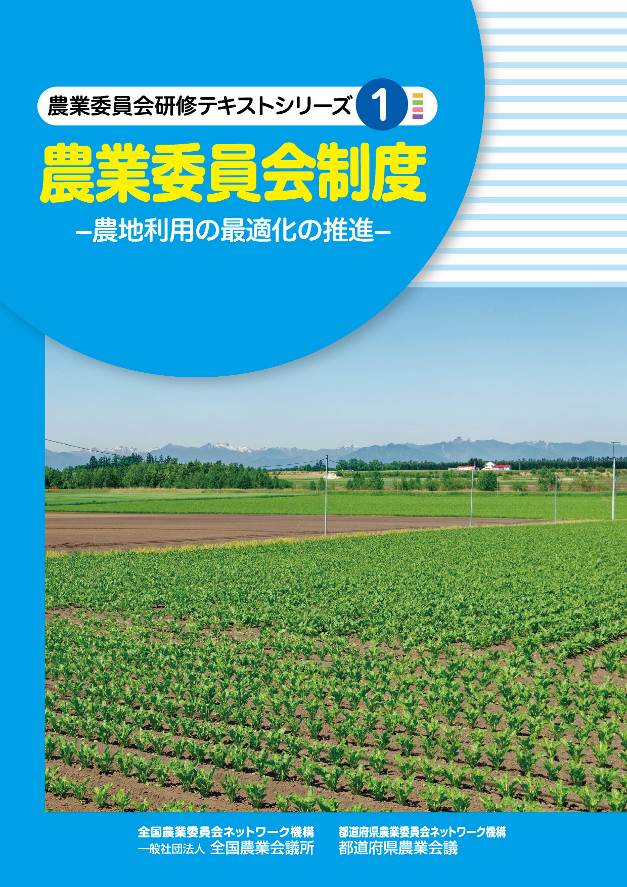 農業委員会研修テキストシリーズ 1
農業委員会制度
−農地利用の最適化の推進−
全国農業委員会ネットワーク機構
一般社団法人 全国農業会議所
都道府県農業委員会ネットワーク機構
都道府県農業会議